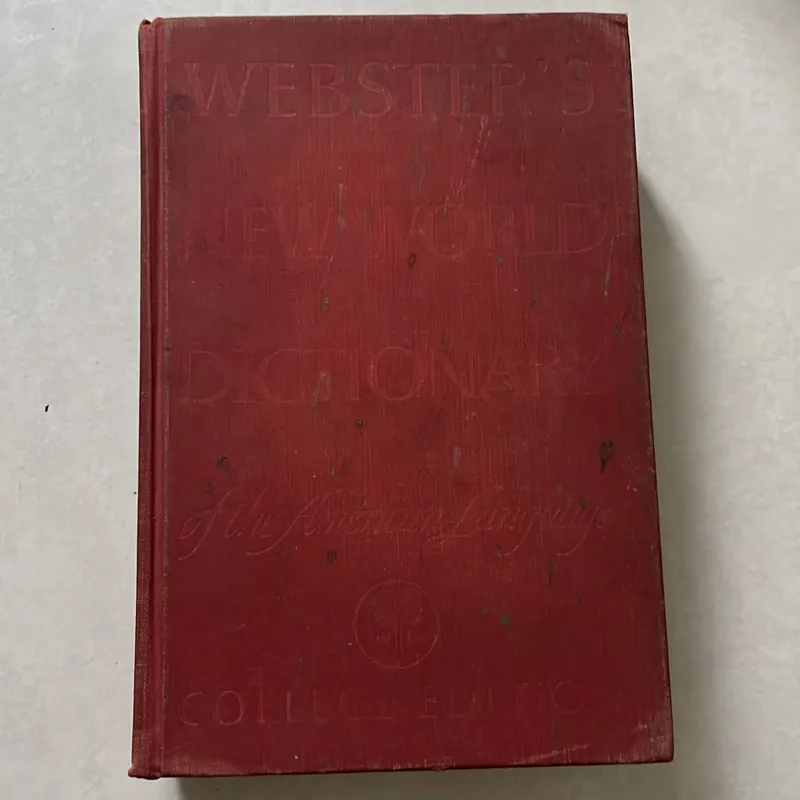 WEBSTER'S
NEW WORLD
DICTIONARY
of the American Language
COLLEGE EDITION